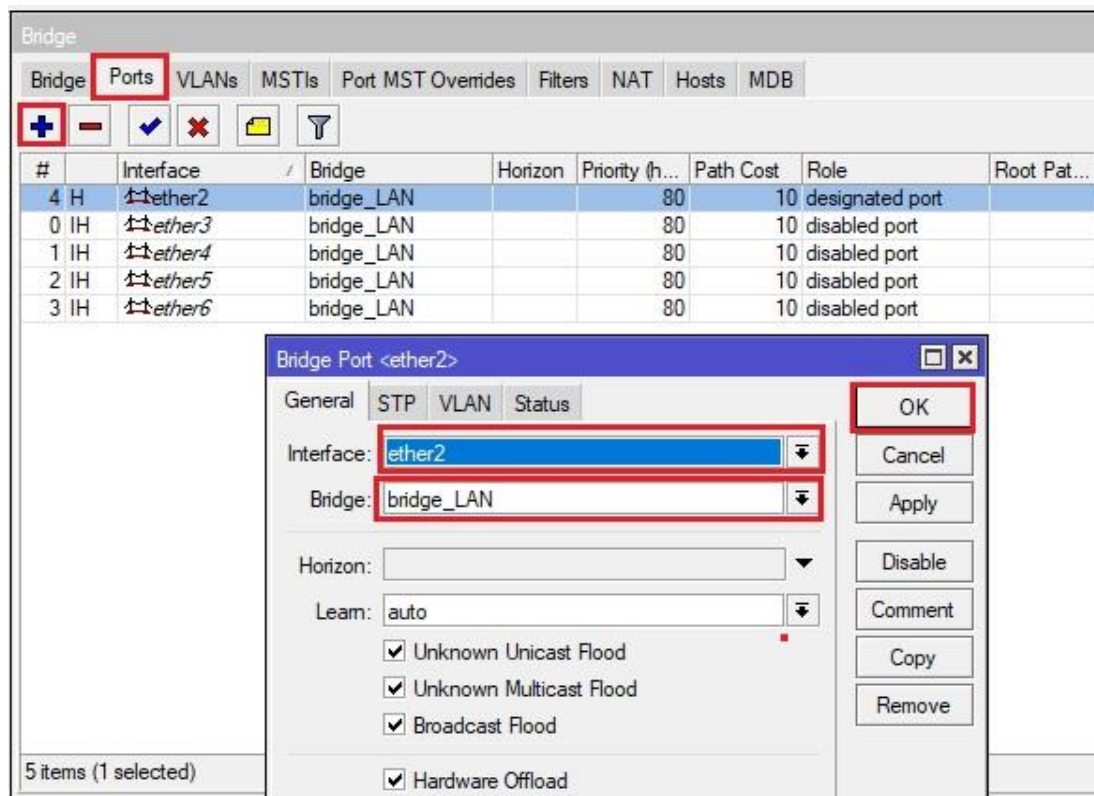 Bridge
Bridge Ports VLANs MSTIs Port MST Overrides Filters NAT Hosts MDB
# Interface Bridge Horizon Priority (h... Path Cost Role Root Pat...
4 H ether2 bridge_LAN 80 10 designated port
0 IH ether3 bridge_LAN 80 10 disabled port
1 IH ether4 bridge_LAN 80 10 disabled port
2 IH ether5 bridge_LAN 80 10 disabled port
3 IH ether6 bridge_LAN 80 10 disabled port
Bridge Port <ether2>
General STP VLAN Status
OK
Interface: ether2
Cancel
Bridge: bridge_LAN
Apply
Horizon:
Disable
Learn: auto
Comment
Unknown Unicast Flood
Copy
Unknown Multicast Flood
Remove
Broadcast Flood
5 items (1 selected)
Hardware Offload